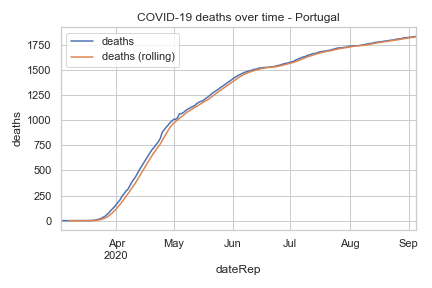 COVID-19 deaths over time - Portugal
deaths
deaths (rolling)
1750
1500
1250
1000
750
500
250
0
deaths
Apr
2020
May
Jun
Jul
Aug
Sep
dateRep